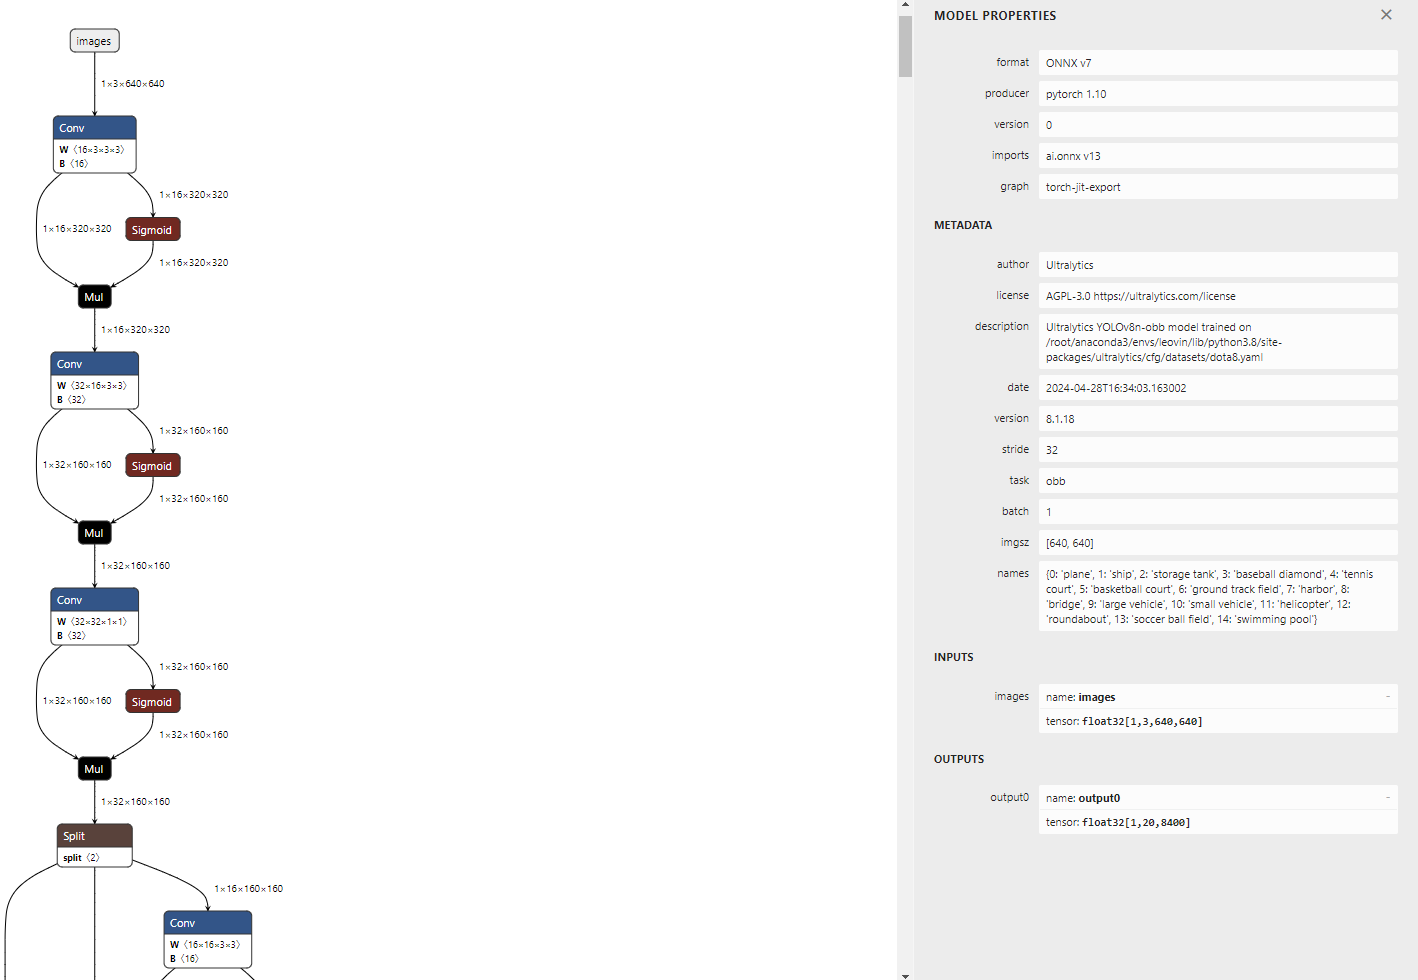 images
1×3×640×640
Conv
W ⟨16×3×3×3⟩
B ⟨16⟩
1×16×320×320
1×16×320×320
Sigmoid
1×16×320×320
Mul
1×16×320×320
Conv
W ⟨32×16×3×3⟩
B ⟨32⟩
1×32×160×160
1×32×160×160
Sigmoid
1×32×160×160
Mul
1×32×160×160
Conv
W ⟨32×32×1×1⟩
B ⟨32⟩
1×32×160×160
1×32×160×160
Sigmoid
1×32×160×160
Mul
1×32×160×160
Split
split ⟨2⟩
1×16×160×160
Conv
W ⟨16×16×3×3⟩
B ⟨16⟩
MODEL PROPERTIES
format ONNX v7
producer pytorch 1.10
version 0
imports ai.onnx v13
graph torch-jit-export
METADATA
author Ultralytics
license AGPL-3.0 https://ultralytics.com/license
description Ultralytics YOLOv8n-obb model trained on
/root/anaconda3/envs/leovin/lib/python3.8/site-
packages/ultralytics/cfg/datasets/dota8.yaml
date 2024-04-28T16:34:03.163002
version 8.1.18
stride 32
task obb
batch 1
imgsz [640, 640]
names {0: 'plane', 1: 'ship', 2: 'storage tank', 3: 'baseball diamond', 4: 'tennis
court', 5: 'basketball court', 6: 'ground track field', 7: 'harbor', 8:
'bridge', 9: 'large vehicle', 10: 'small vehicle', 11: 'helicopter', 12:
'roundabout', 13: 'soccer ball field', 14: 'swimming pool'}
INPUTS
images name: images -
tensor: float32[1,3,640,640]
OUTPUTS
output0 name: output0 -
tensor: float32[1,20,8400]